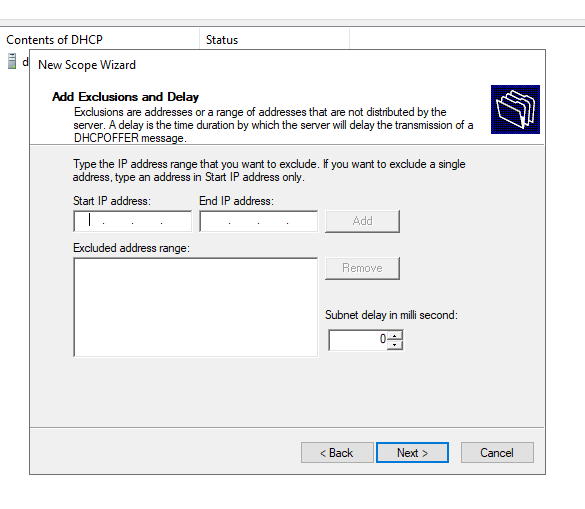 Contents of DHCP Status
d
New Scope Wizard
Add Exclusions and Delay
Exclusions are addresses or a range of addresses that are not distributed by the
server. A delay is the time duration by which the server will delay the transmission of a
DHCPOFFER message.
Type the IP address range that you want to exclude. If you want to exclude a single
address, type an address in Start IP address only.
Start IP address: End IP address:
. . . . . . Add
Excluded address range:
Remove
Subnet delay in milli second:
0
< Back Next > Cancel